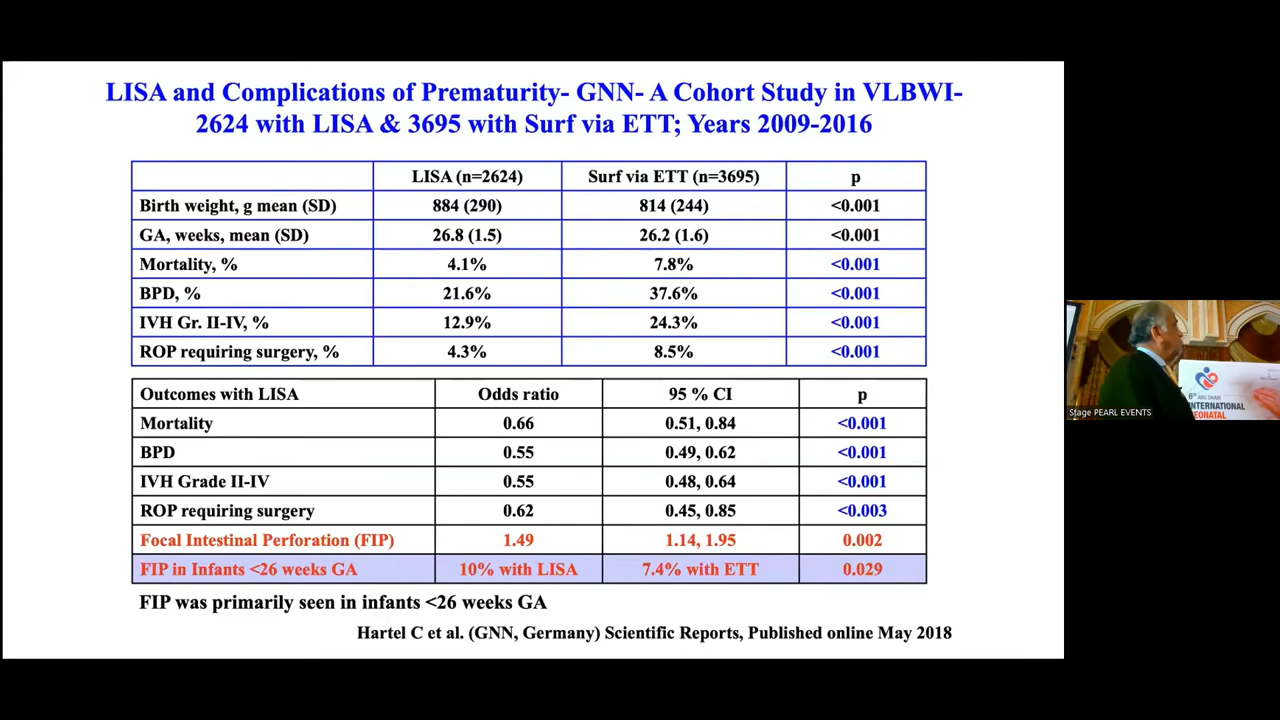 LISA and Complications of Prematurity- GNN- A Cohort Study in VLBWI-
2624 with LISA & 3695 with Surf via ETT; Years 2009-2016
LISA (n=2624) Surf via ETT (n=3695) p
Birth weight, g mean (SD) 884 (290) 814 (244) <0.001
GA, weeks, mean (SD) 26.8 (1.5) 26.2 (1.6) <0.001
Mortality, % 4.1% 7.8% <0.001
BPD, % 21.6% 37.6% <0.001
IVH Gr. II-IV, % 12.9% 24.3% <0.001
ROP requiring surgery, % 4.3% 8.5% <0.001
Outcomes with LISA Odds ratio 95 % CI p
Mortality 0.66 0.51, 0.84 <0.001
BPD 0.55 0.49, 0.62 <0.001
IVH Grade II-IV 0.55 0.48, 0.64 <0.001
ROP requiring surgery 0.62 0.45, 0.85 <0.003
Focal Intestinal Perforation (FIP) 1.49 1.14, 1.95 0.002
FIP in Infants <26 weeks GA 10% with LISA 7.4% with ETT 0.029
FIP was primarily seen in infants <26 weeks GA
Hartel C et al. (GNN, Germany) Scientific Reports, Published online May 2018
6th ABU DHABI
INTERNATIONAL
NEONATAL
Stage PEARL EVENTS